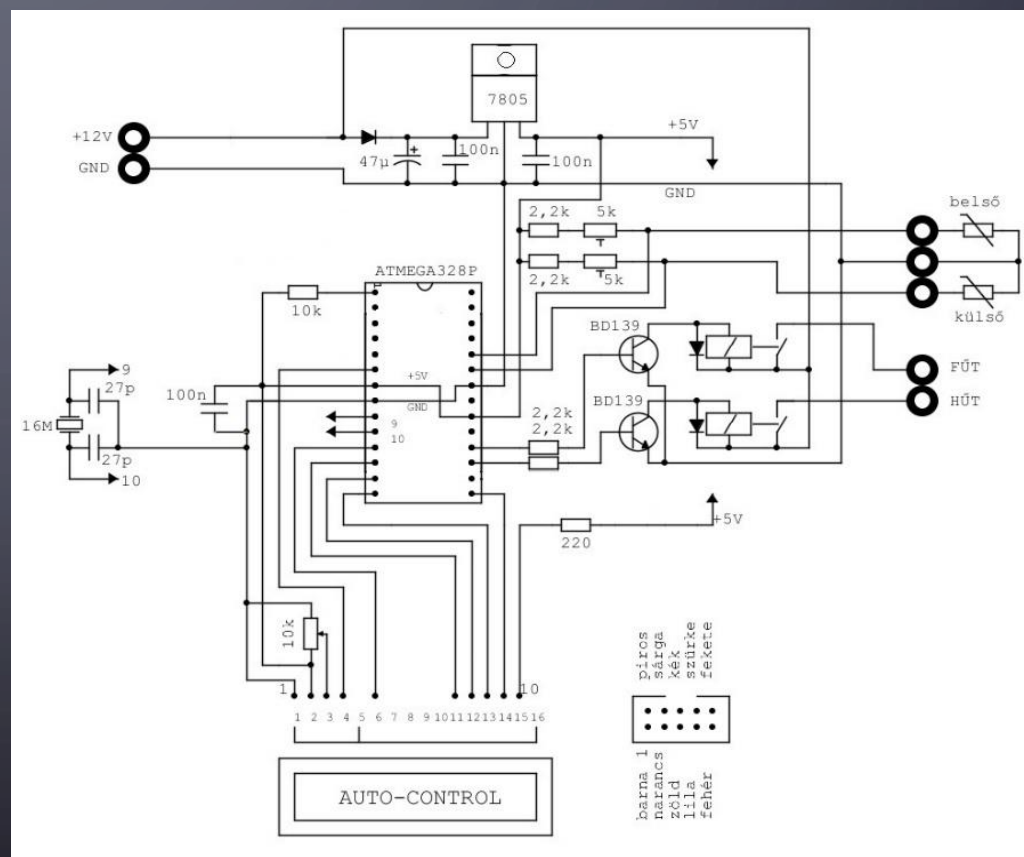 7805
+12V
+5V
47µ
+
100n
100n
GND
GND
2,2k
5k
belső
2,2k
5k
ATMEGA328P
10k
külső
BD139
9
27p
+5V
FŰT
100n
GND
BD139
HŰT
16M
9
2,2k
10
2,2k
27p
10
+5V
220
10k
1
10
1 2 3 4 5 6 7 8 9 10 11 12 13 14 15 16
AUTO-CONTROL
piros
sárga
kék
szürke
fekete
barna 1
narancs
zöld
lila
fehér